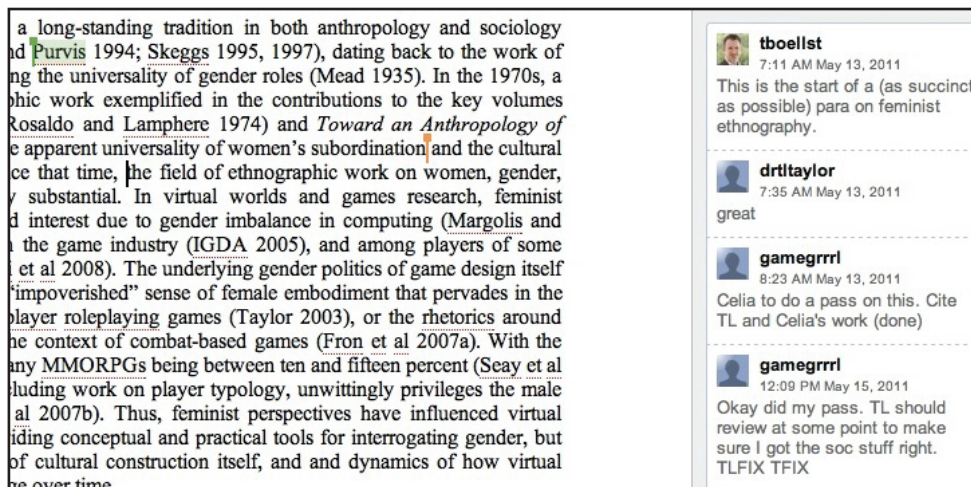 a long-standing tradition in both anthropology and sociology
Purvis 1994; Skeggs 1995, 1997), dating back to the work of
the universality of gender roles (Mead 1935). In the 1970s, a
work exemplified in the contributions to the key volumes
Rosaldo and Lamphere 1974) and Toward an Anthropology of
apparent universality of women's subordination and the cultural
that time, the field of ethnographic work on women, gender,
substantial. In virtual worlds and games research, feminist
interest due to gender imbalance in computing (Margolis and
the game industry (IGDA 2005), and among players of some
et al 2008). The underlying gender politics of game design itself
"impoverished" sense of female embodiment that pervades in the
player roleplaying games (Taylor 2003), or the rhetorics around
context of combat-based games (Fron et al 2007a). With the
MMORPGs being between ten and fifteen percent (Seay et al
work on player typology, unwittingly privileges the male
al 2007b). Thus, feminist perspectives have influenced virtual
conceptual and practical tools for interrogating gender, but
of cultural construction itself, and and dynamics of how virtual
over time.
tboellst
7:11 AM May 13, 2011
This is the start of a (as succinct
as possible) para on feminist
ethnography.
drtltaylor
7:35 AM May 13, 2011
great
gamegrrrl
8:23 AM May 13, 2011
Celia to do a pass on this. Cite
TL and Celia's work (done)
gamegrrrl
12:09 PM May 15, 2011
Okay did my pass. TL should
review at some point to make
sure I got the soc stuff right.
TLFIX TFIX